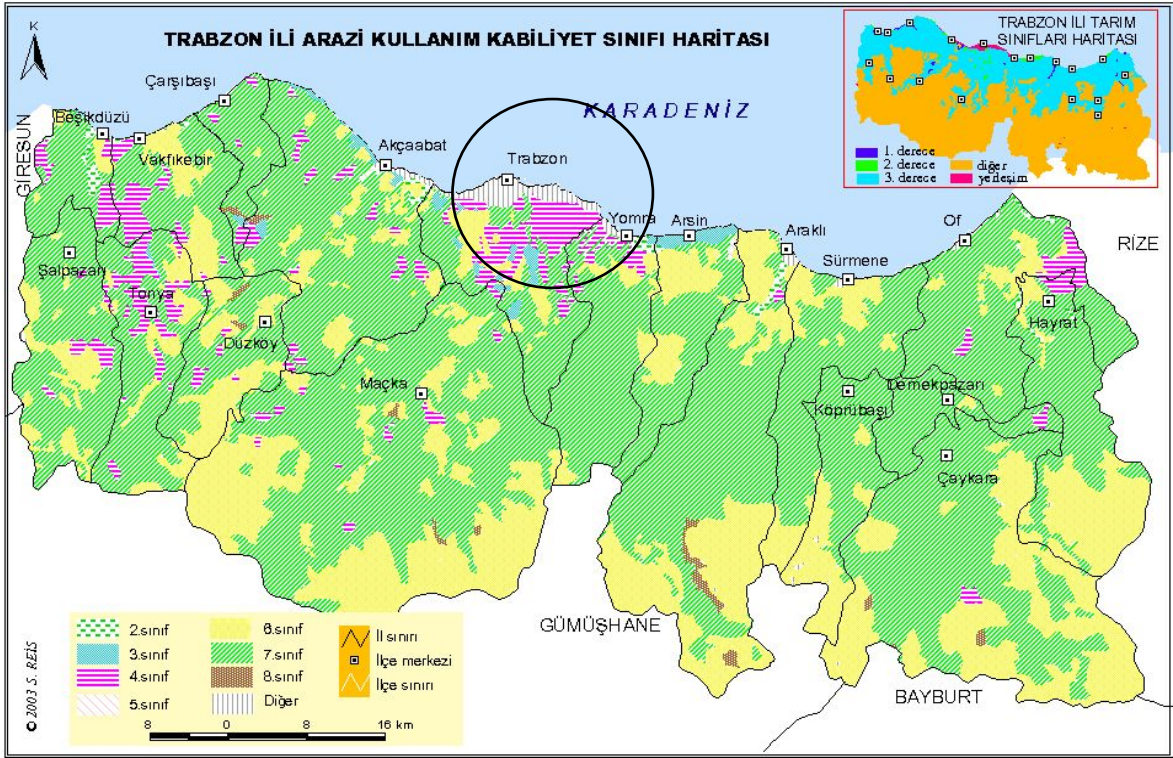 K
TRABZON İLİ ARAZİ KULLANIM KABİLİYET SINIFI HARİTASI
TRABZON İLİ TARIM
SINIFLARI HARİTASI
1. derece
2. derece
3. derece
diğer
yerleşim
KARADENİZ
GİRESUN
Çarşıbaşı
Beşikdüzü
Vakfıkebir
Akçaabat
Trabzon
Yomra
Arsin
Araklı
Sürmene
Of
RİZE
Şalpazarı
Tonya
Düzköy
Hayrat
Maçka
Köprübaşı
Demekpazarı
Çaykara
GÜMÜŞHANE
BAYBURT
2.sınıf
3.sınıf
4.sınıf
5.sınıf
6.sınıf
7.sınıf
8.sınıf
Diğer
İl sınırı
İlçe merkezi
İlçe sınırı
8 0 8 16 km
© 2003 S. REİS